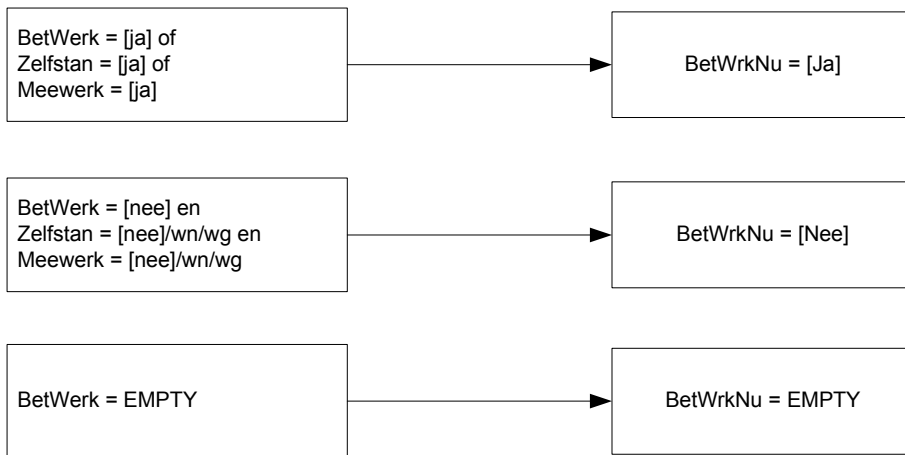 BetWerk = [ja] of
Zelfstan = [ja] of
Meewerk = [ja]
BetWrkNu = [Ja]
BetWerk = [nee] en
Zelfstan = [nee]/wn/wg en
Meewerk = [nee]/wn/wg
BetWrkNu = [Nee]
BetWerk = EMPTY
BetWrkNu = EMPTY